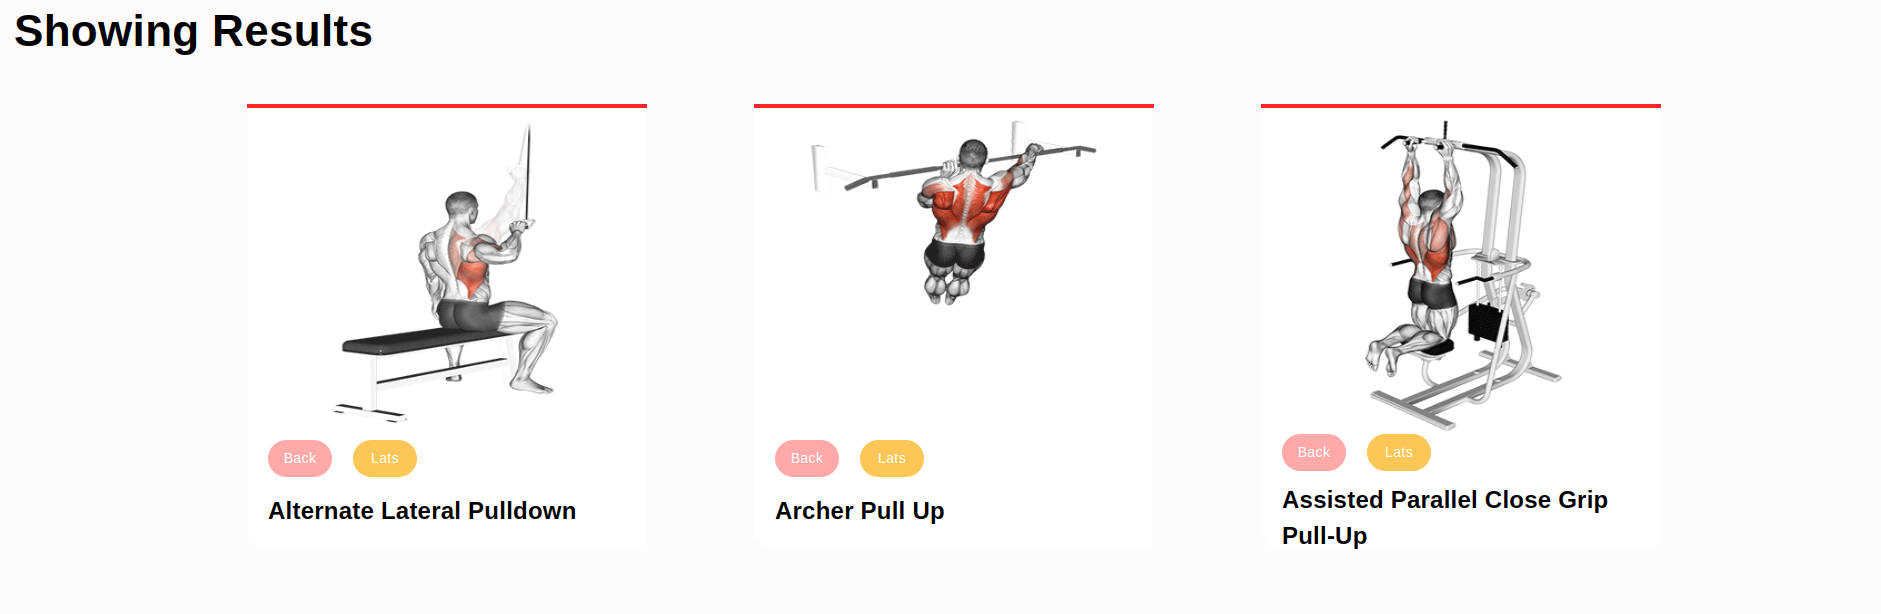 Showing Results
Back
Lats
Alternate Lateral Pulldown
Back
Lats
Archer Pull Up
Back
Lats
Assisted Parallel Close Grip
Pull-Up